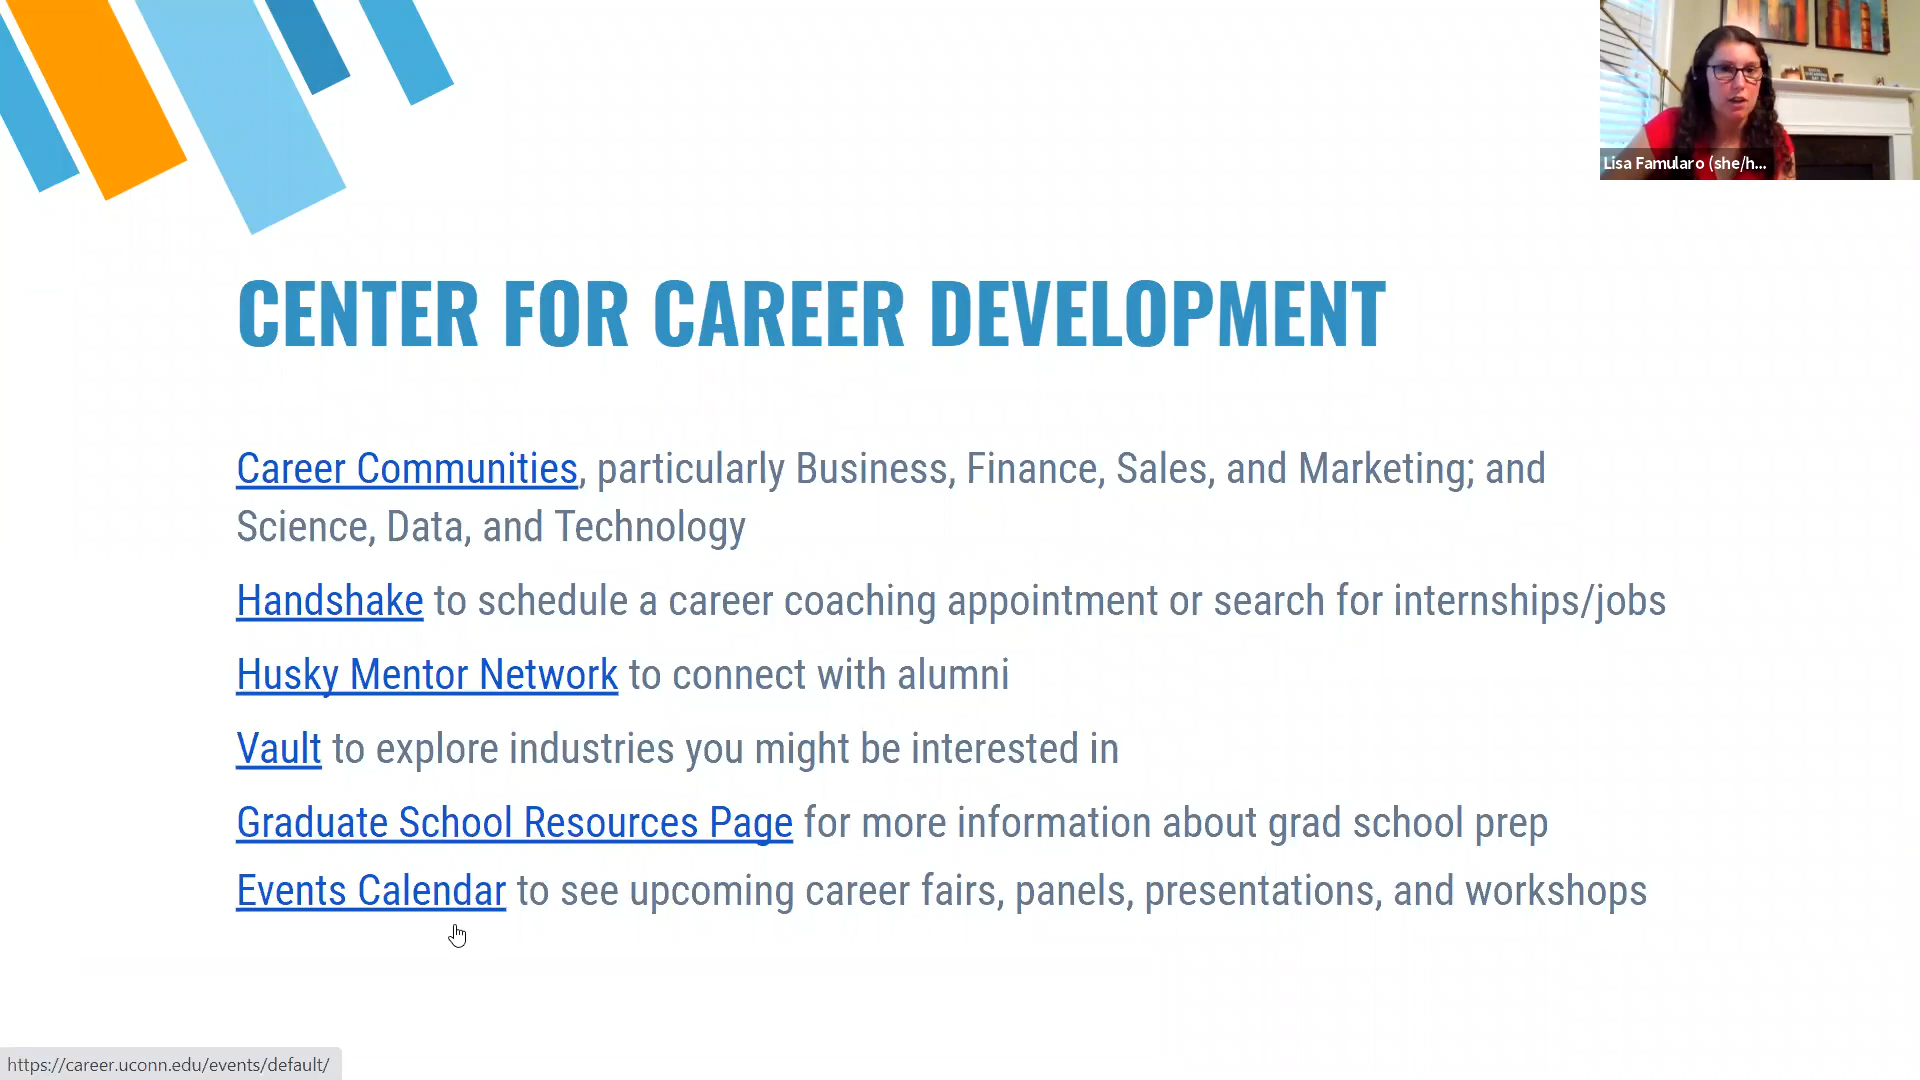 Lisa Famularo (she/h...
CENTER FOR CAREER DEVELOPMENT
Career Communities, particularly Business, Finance, Sales, and Marketing; and
Science, Data, and Technology
Handshake to schedule a career coaching appointment or search for internships/jobs
Husky Mentor Network to connect with alumni
Vault to explore industries you might be interested in
Graduate School Resources Page for more information about grad school prep
Events Calendar to see upcoming career fairs, panels, presentations, and workshops
https://career.uconn.edu/events/default/